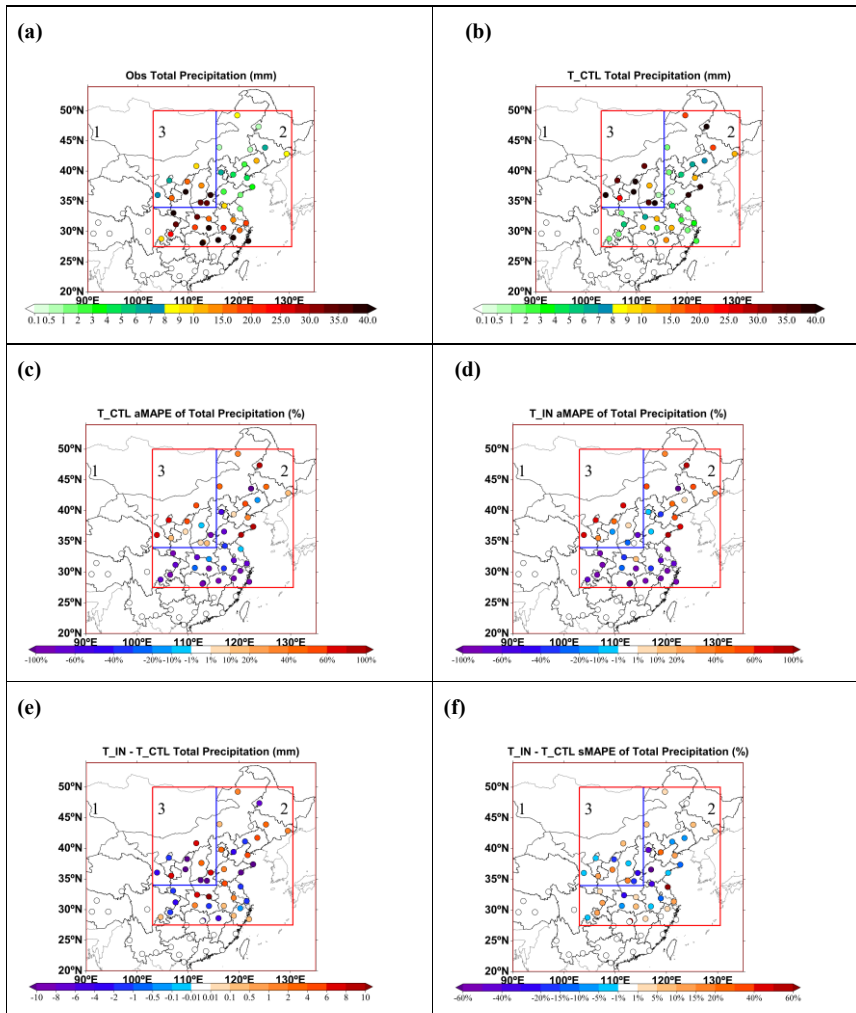 (a)
Obs Total Precipitation (mm)
50°N
45°N
40°N
35°N
30°N
25°N
20°N
1
3
2
90°E 100°E 110°E 120°E 130°E
0.1 0.5 1 2 3 4 5 6 7 8 9 10 15.0 20.0 25.0 30.0 35.0 40.0
(b)
T_CTL Total Precipitation (mm)
50°N
45°N
40°N
35°N
30°N
25°N
20°N
1
3
2
90°E 100°E 110°E 120°E 130°E
0.1 0.5 1 2 3 4 5 6 7 8 9 10 15.0 20.0 25.0 30.0 35.0 40.0
(c)
T_CTL aMAPE of Total Precipitation (%)
50°N
45°N
40°N
35°N
30°N
25°N
20°N
1
3
2
90°E 100°E 110°E 120°E 130°E
-100% -60% -40% -20% -10% -1% 1% 10% 20% 40% 60% 100%
(d)
T_IN aMAPE of Total Precipitation (%)
50°N
45°N
40°N
35°N
30°N
25°N
20°N
1
3
2
90°E 100°E 110°E 120°E 130°E
-100% -60% -40% -20% -10% -1% 1% 10% 20% 40% 60% 100%
(e)
T_IN - T_CTL Total Precipitation (mm)
50°N
45°N
40°N
35°N
30°N
25°N
20°N
1
3
2
90°E 100°E 110°E 120°E 130°E
-10 -8 -6 -4 -2 -1 -0.5 -0.1 -0.01 0.01 0.1 0.5 1 2 4 6 8 10
(f)
T_IN - T_CTL sMAPE of Total Precipitation (%)
50°N
45°N
40°N
35°N
30°N
25°N
20°N
1
3
2
90°E 100°E 110°E 120°E 130°E
-60% -40% -20% -15% -10% -5% -1% 1% 5% 10% 15% 20% 40% 60%